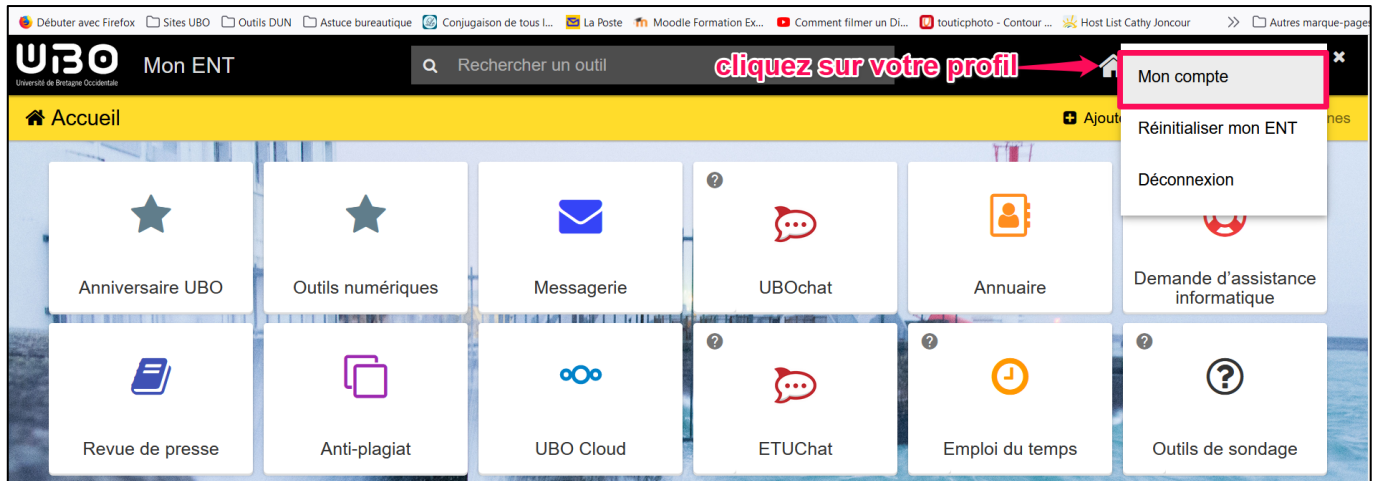 Débuter avec Firefox Sites UBO Outils DUN Astuce bureautique Conjugaison de tous l... La Poste Moodle Formation Ex... Comment filmer un Di... touticphoto - Contour ... Host List Cathy Joncour >> Autres marque-pages
UBO
Université de Bretagne Occidentale
Mon ENT
Rechercher un outil
cliquez sur votre profil
Mon compte
Accueil
Ajoute
nes
Réinitialiser mon ENT
Déconnexion
Anniversaire UBO
Outils numériques
Messagerie
UBOchat
Annuaire
Demande d'assistance
informatique
Revue de presse
Anti-plagiat
UBO Cloud
ETUChat
Emploi du temps
Outils de sondage